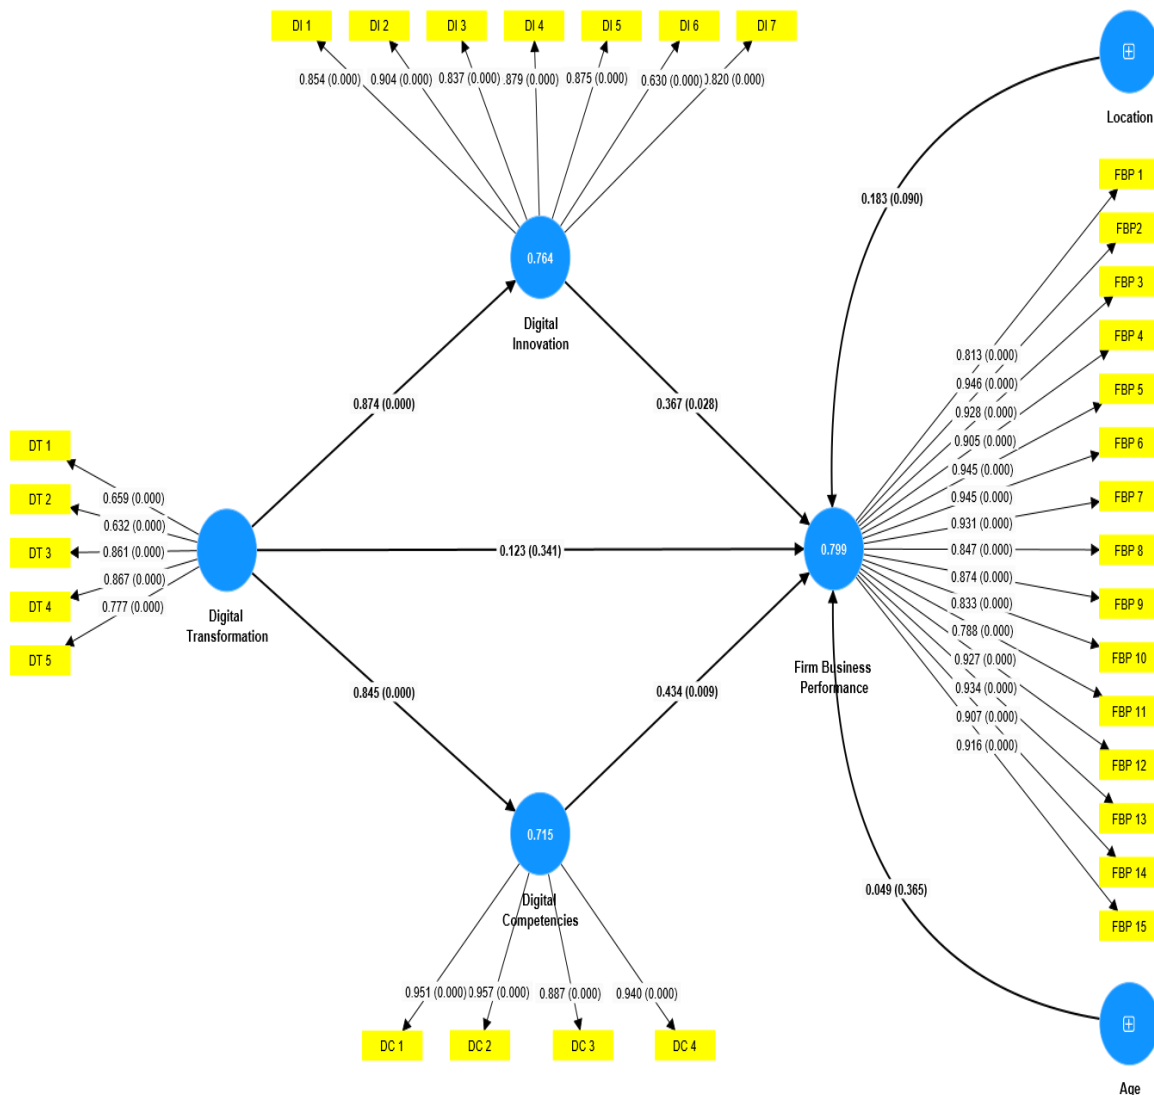 DI 1
DI 2
DI 3
DI 4
DI 5
DI 6
DI 7
0.854 (0.000)
0.904 (0.000)
0.837 (0.000)
.879 (0.000)
0.875 (0.000)
0.630 (0.000)
.820 (0.000)
0.764
Digital
Innovation
Location
0.183 (0.090)
FBP 1
FBP2
FBP 3
FBP 4
FBP 5
FBP 6
FBP 7
FBP 8
FBP 9
FBP 10
FBP 11
FBP 12
FBP 13
FBP 14
FBP 15
0.813 (0.000)
0.946 (0.000)
0.928 (0.000)
0.905 (0.000)
0.945 (0.000)
0.945 (0.000)
0.931 (0.000)
0.847 (0.000)
0.874 (0.000)
0.833 (0.000)
0.788 (0.000)
0.927 (0.000)
0.934 (0.000)
0.907 (0.000)
0.916 (0.000)
0.874 (0.000)
0.367 (0.028)
DT 1
DT 2
DT 3
DT 4
DT 5
0.659 (0.000)
0.632 (0.000)
0.861 (0.000)
0.867 (0.000)
0.777 (0.000)
Digital
Transformation
0.123 (0.341)
0.799
Firm Business
Performance
0.845 (0.000)
0.434 (0.009)
0.715
Digital
Competencies
0.049 (0.365)
0.951 (0.000)
0.957 (0.000)
0.887 (0.000)
0.940 (0.000)
DC 1
DC 2
DC 3
DC 4
Age